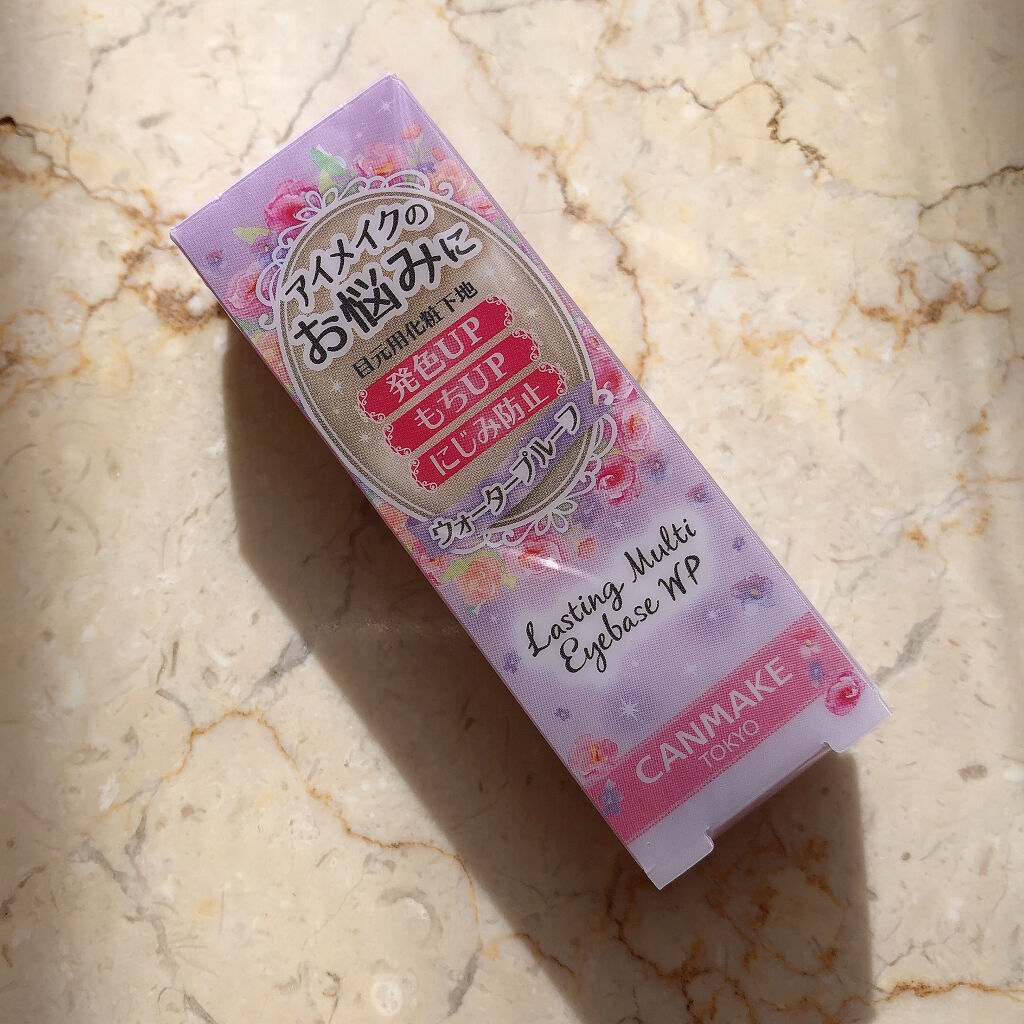 アイメイクの
お悩みに
目元用化粧下地
発色UP
もちUP
にじみ防止
ウォータープルーフ
Lasting Multi
Eyebase WP
CANMAKE
TOKYO